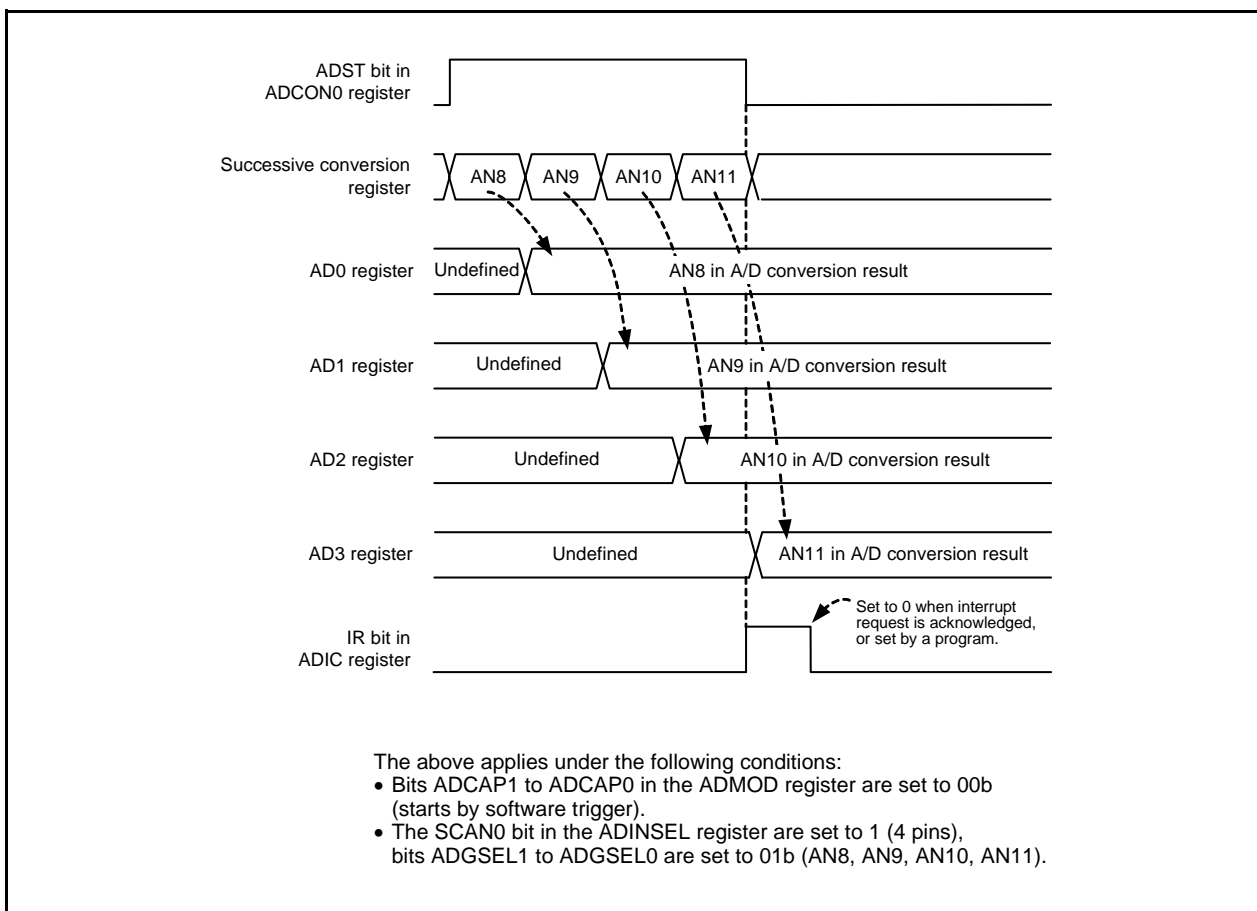 ADST bit in
ADCON0 register
Successive conversion
register
AN8
AN9
AN10
AN11
AD0 register
Undefined
AN8 in A/D conversion result
AD1 register
Undefined
AN9 in A/D conversion result
AD2 register
Undefined
AN10 in A/D conversion result
AD3 register
Undefined
AN11 in A/D conversion result
IR bit in
ADIC register
Set to 0 when interrupt
request is acknowledged,
or set by a program.
The above applies under the following conditions:
• Bits ADCAP1 to ADCAP0 in the ADMOD register are set to 00b
(starts by software trigger).
• The SCAN0 bit in the ADINSEL register are set to 1 (4 pins),
bits ADGSEL1 to ADGSEL0 are set to 01b (AN8, AN9, AN10, AN11).